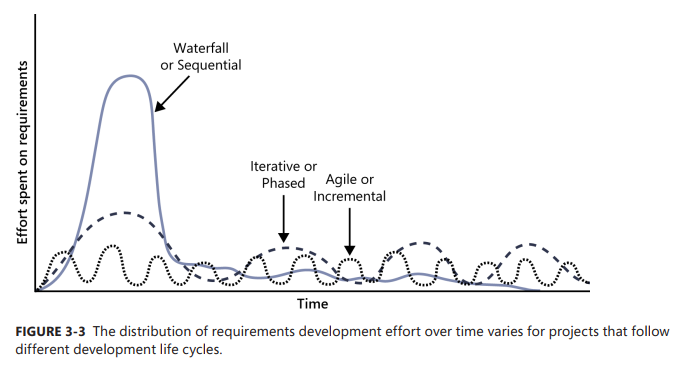 Waterfall
or Sequential
Effort spent on requirements
Iterative or
Phased
Agile or
Incremental
Time
FIGURE 3-3 The distribution of requirements development effort over time varies for projects that follow
different development life cycles.